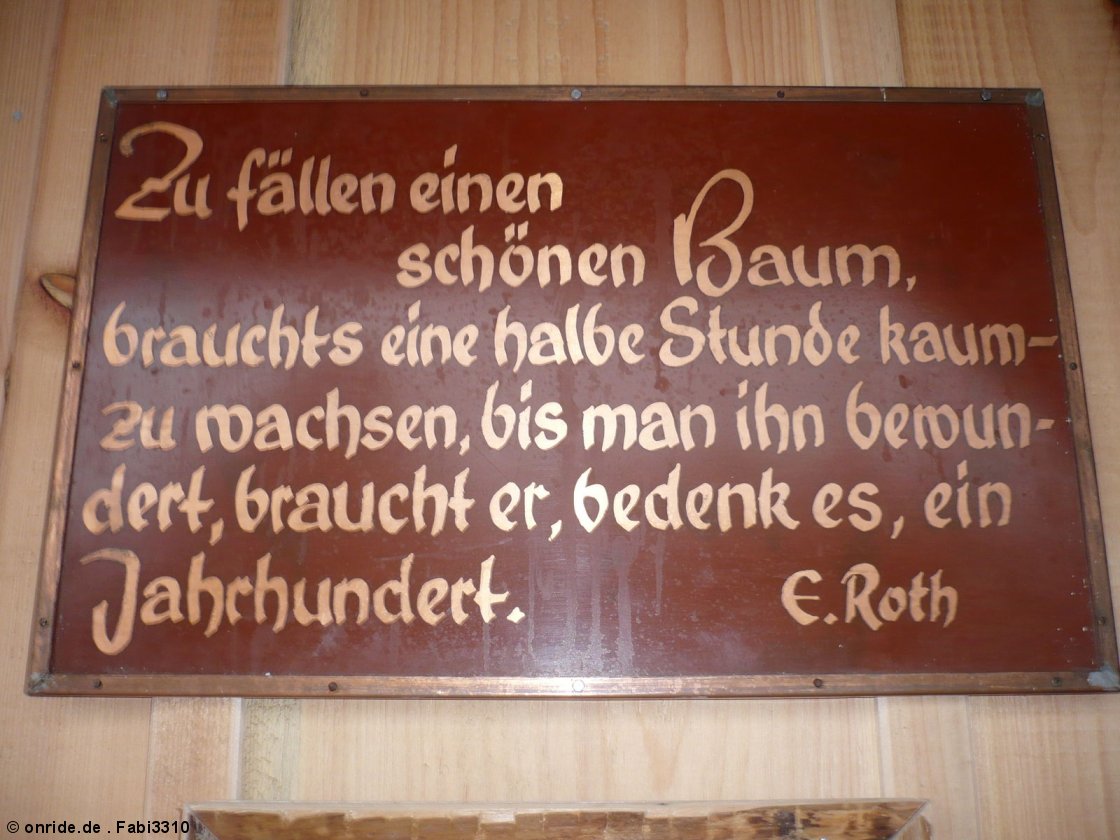 Zu fällen einen
schönen Baum,
brauchts eine halbe Stunde kaum-
zu wachsen, bis man ihn bewun-
dert, braucht er, bedenk es, ein
Jahrhundert. E. Roth
© onride.de . Fabi3310